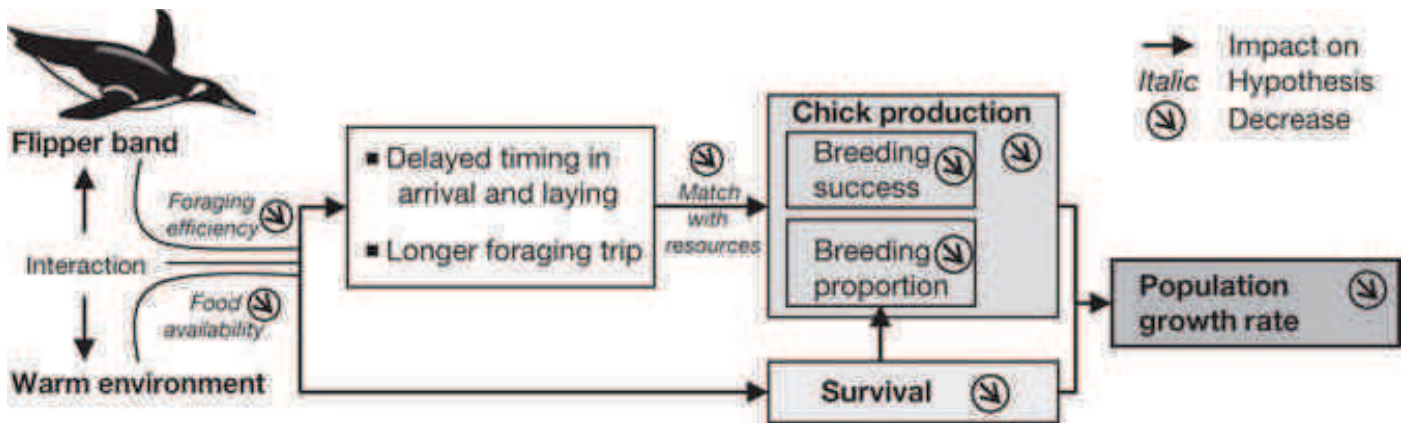 Flipper band
Foraging
efficiency
Interaction
Food
availability
Warm environment
■ Delayed timing in
arrival and laying
■ Longer foraging trip
Match
with
resources
Chick production
Breeding
success
Breeding
proportion
Survival
Population
growth rate
Impact on
Italic Hypothesis
Decrease